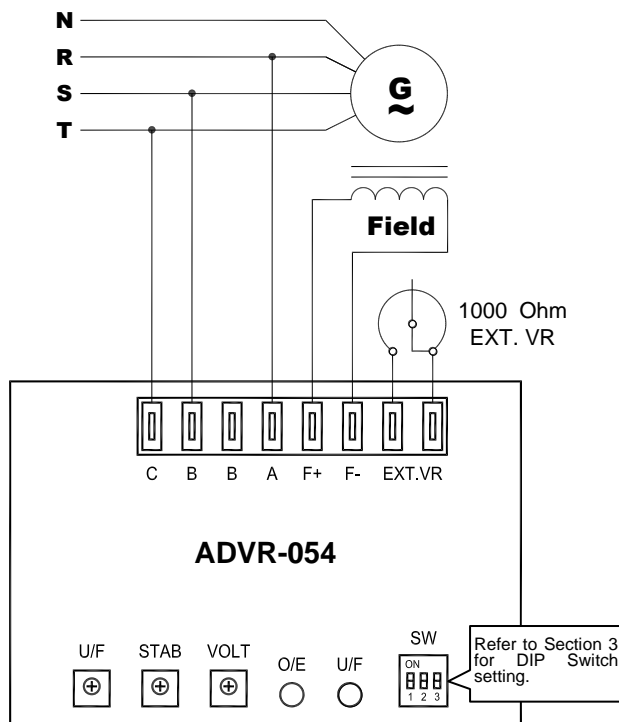 N
R
S
T
G
~
Field
1000 Ohm
EXT. VR
C B B A F+ F- EXT.VR
ADVR-054
U/F STAB VOLT O/E U/F SW
ON
1 2 3
Refer to Section 3
for DIP Switch
setting.